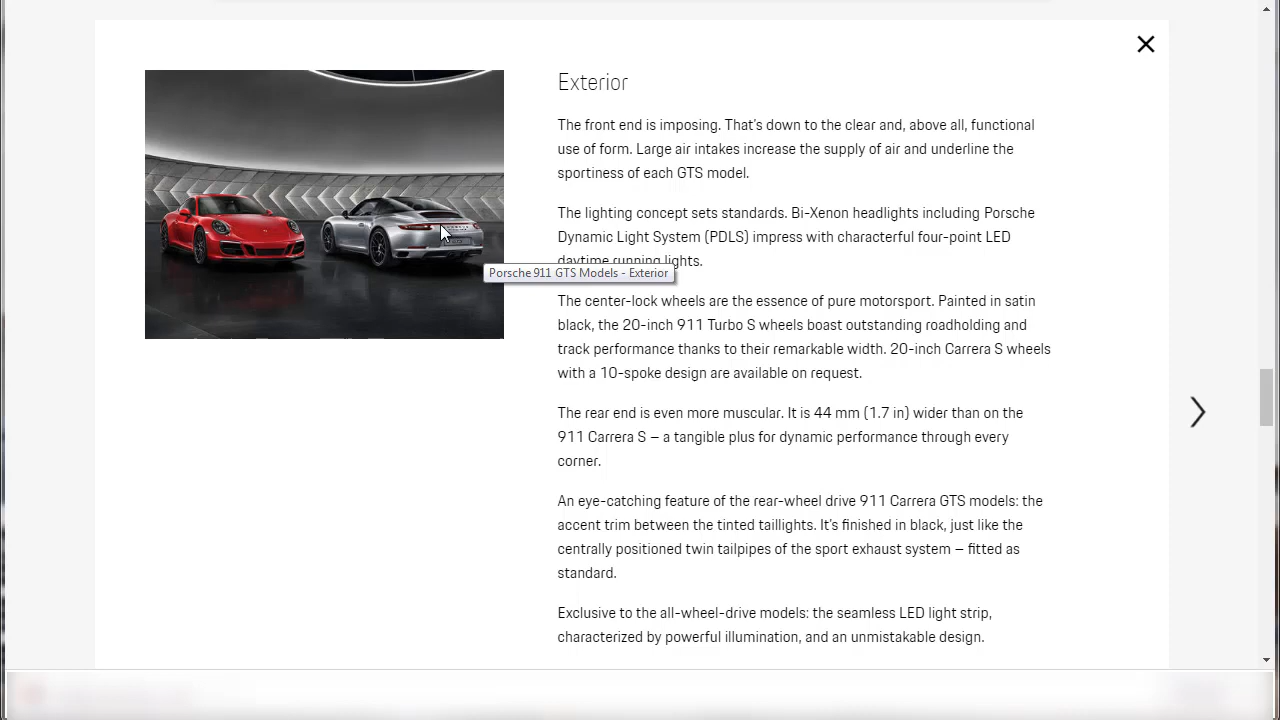 Exterior
The front end is imposing. That's down to the clear and, above all, functional
use of form. Large air intakes increase the supply of air and underline the
sportiness of each GTS model.
The lighting concept sets standards. Bi-Xenon headlights including Porsche
Dynamic Light System (PDLS) impress with characterful four-point LED
daytime running lights.
Porsche 911 GTS Models - Exterior
The center-lock wheels are the essence of pure motorsport. Painted in satin
black, the 20-inch 911 Turbo S wheels boast outstanding roadholding and
track performance thanks to their remarkable width. 20-inch Carrera S wheels
with a 10-spoke design are available on request.
The rear end is even more muscular. It is 44 mm (1.7 in) wider than on the
911 Carrera S – a tangible plus for dynamic performance through every
corner.
An eye-catching feature of the rear-wheel drive 911 Carrera GTS models: the
accent trim between the tinted taillights. It's finished in black, just like the
centrally positioned twin tailpipes of the sport exhaust system – fitted as
standard.
Exclusive to the all-wheel-drive models: the seamless LED light strip,
characterized by powerful illumination, and an unmistakable design.